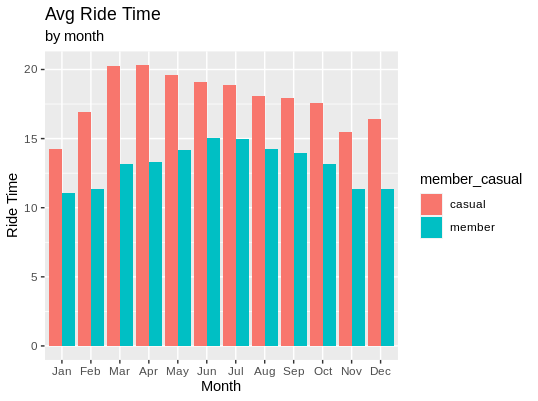 Avg Ride Time
by month
20
15
10
5
0
Ride Time
Jan Feb Mar Apr May Jun Jul Aug Sep Oct Nov Dec
Month
member_casual
casual
member